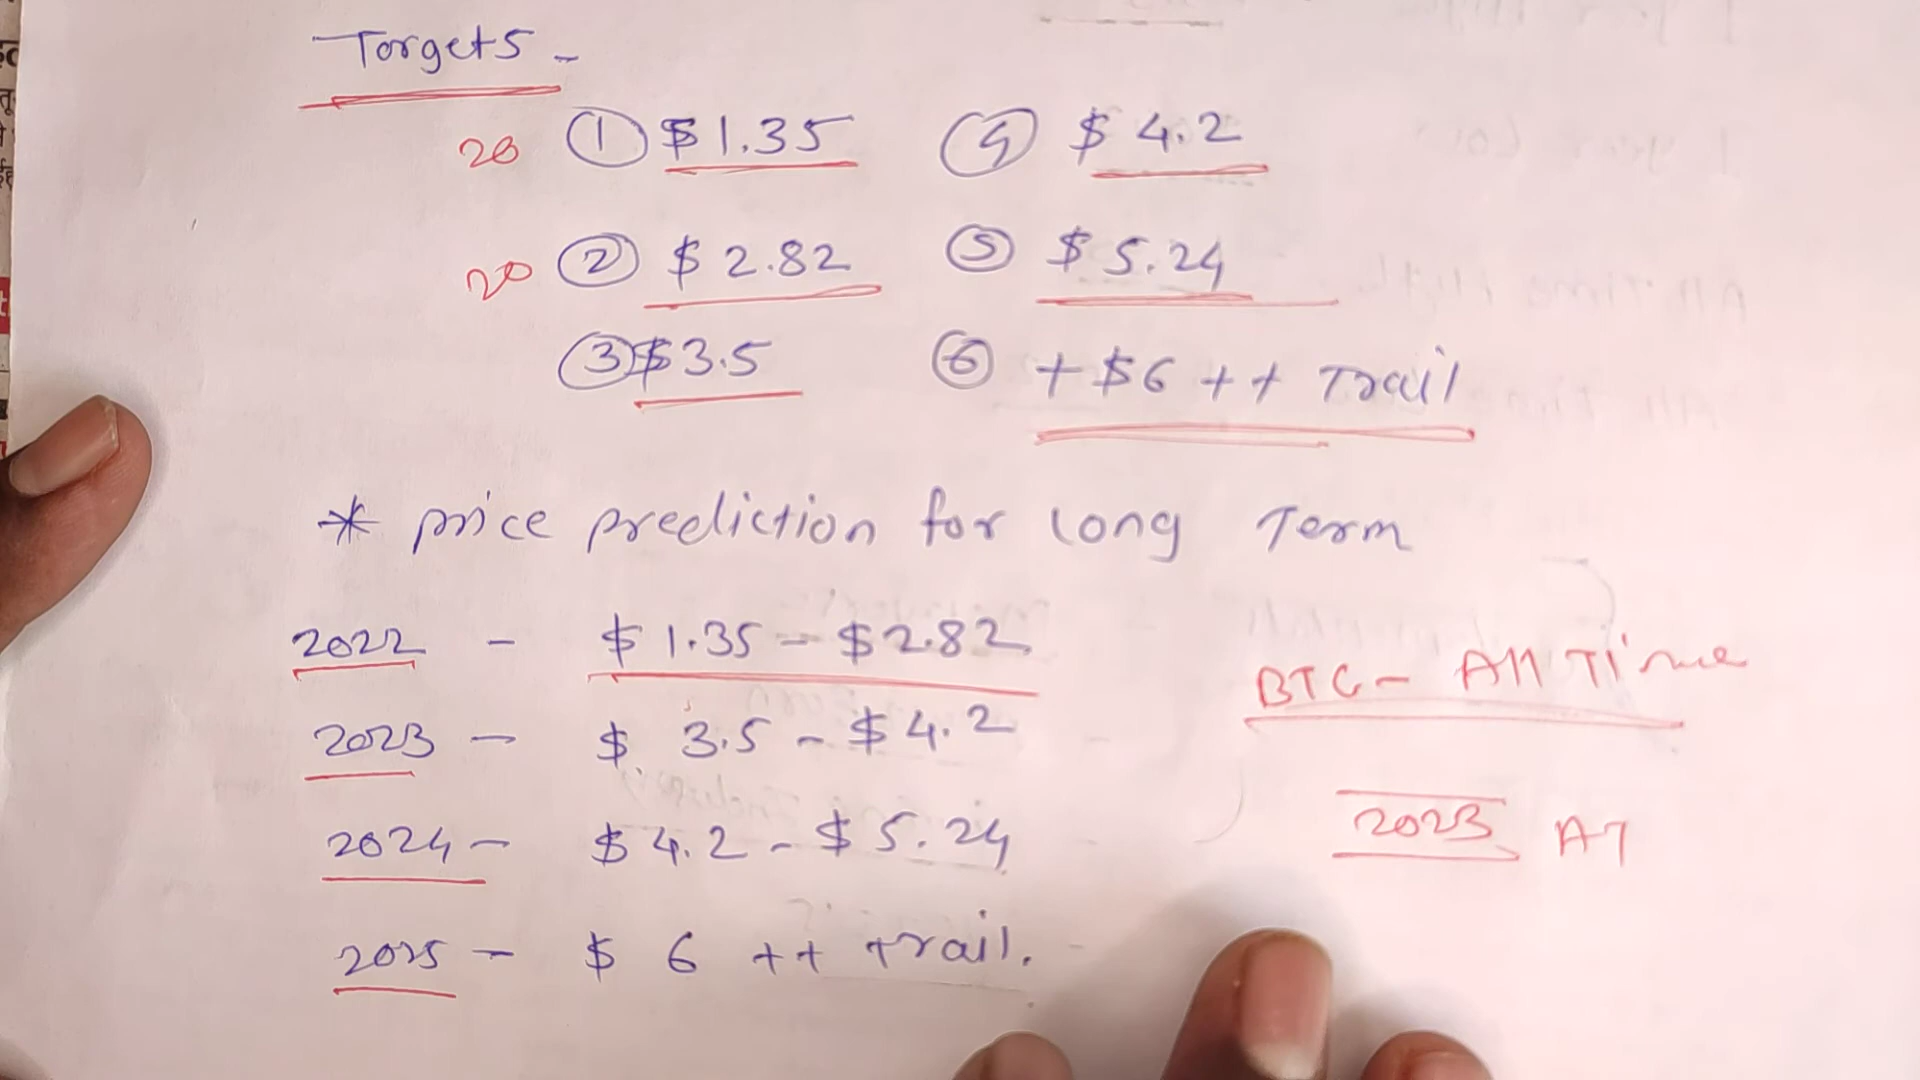 Torgets -
20 ① $1.35 ④ $ 4.2
20 ② $ 2.82 ⑤ $ 5.24
③ $3.5 ⑥ + $6 ++ Trail
* price prediction for long Term
2022 - $ 1.35 - $2.82
2023 - $ 3.5 - $4.2
2024 - $4.2 - $5.24
2025 - $ 6 ++ trail.
BTC - All Time
2023 AT